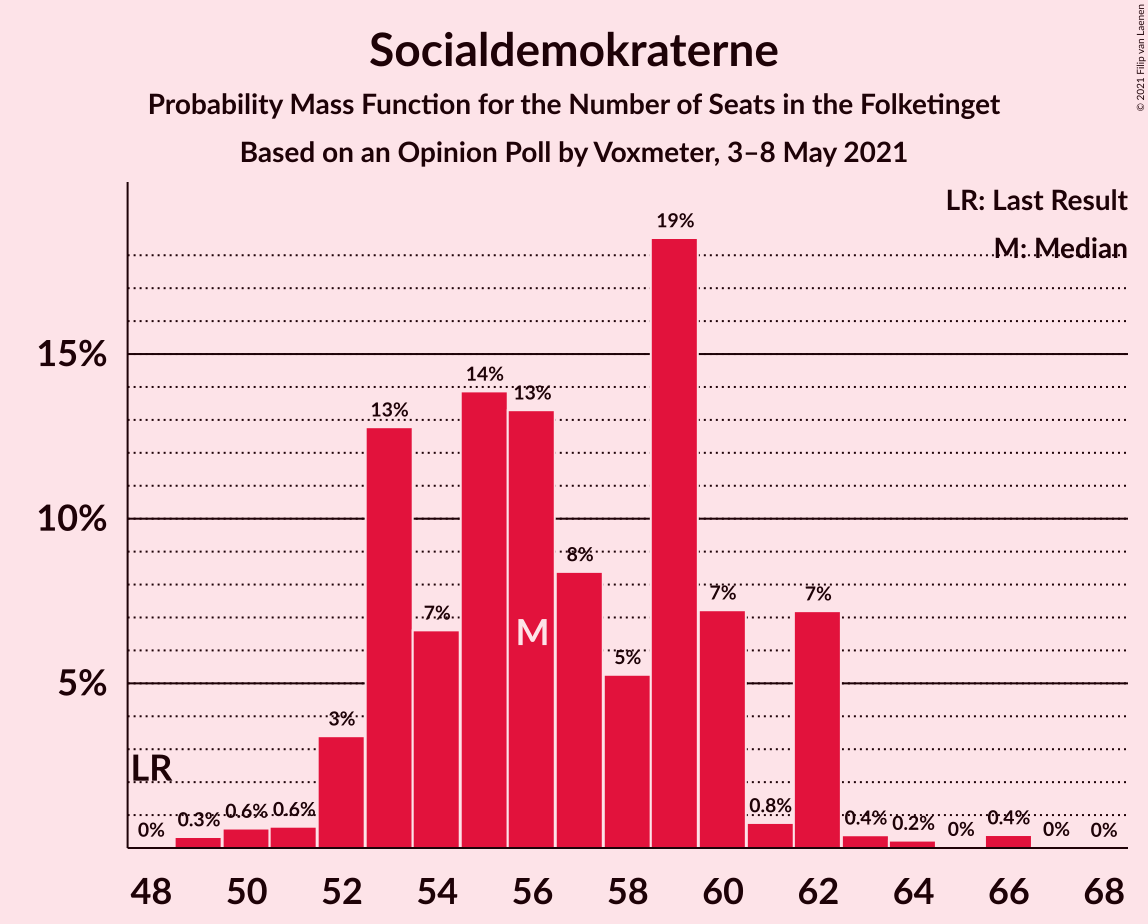 Socialdemokraterne
Probability Mass Function for the Number of Seats in the Folketinget
Based on an Opinion Poll by Voxmeter, 3–8 May 2021
© 2021 Filip van Laenen
LR: Last Result
M: Median
19%
15%
14%
13%
13%
10%
8%
7%
7%
7%
M
5%
5%
3%
LR
0%
0.3%
0.6%
0.6%
0.8%
0.4%
0.2%
0%
0.4%
0%
0%
48 50 52 54 56 58 60 62 64 66 68